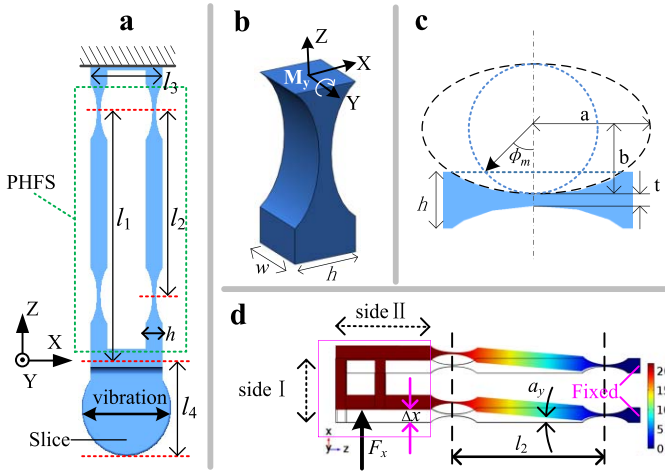 a
l3
PHFS
l1
l2
h
Z
X
Y
vibration
l4
Slice
b
Z
X
My
Y
w
h
c
a
b
ϕm
t
h
d
side II
side I
ay
Fixed
Δx
Fx
l2
x
y
z
20
15
10
5
0